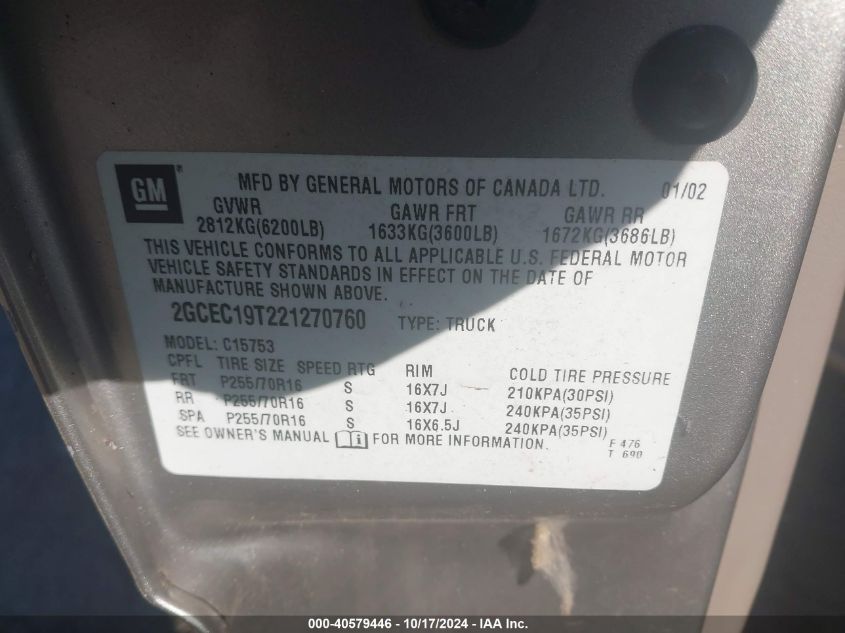 GM
MFD BY GENERAL MOTORS OF CANADA LTD. 01/02
GVWR GAWR FRT GAWR RR
2812KG(6200LB) 1633KG(3600LB) 1672KG(3686LB)
THIS VEHICLE CONFORMS TO ALL APPLICABLE U.S. FEDERAL MOTOR
VEHICLE SAFETY STANDARDS IN EFFECT ON THE DATE OF
MANUFACTURE SHOWN ABOVE.
2GCEC19T221270760 TYPE: TRUCK
MODEL: C15753
CPFL TIRE SIZE SPEED RTG RIM COLD TIRE PRESSURE
FRT P255/70R16 S 16X7J 210KPA(30PSI)
RR P255/70R16 S 16X7J 240KPA(35PSI)
SPA P255/70R16 S 16X6.5J 240KPA(35PSI)
SEE OWNER'S MANUAL FOR MORE INFORMATION.
F 476
T 690
000-40579446 - 10/17/2024 - IAA Inc.